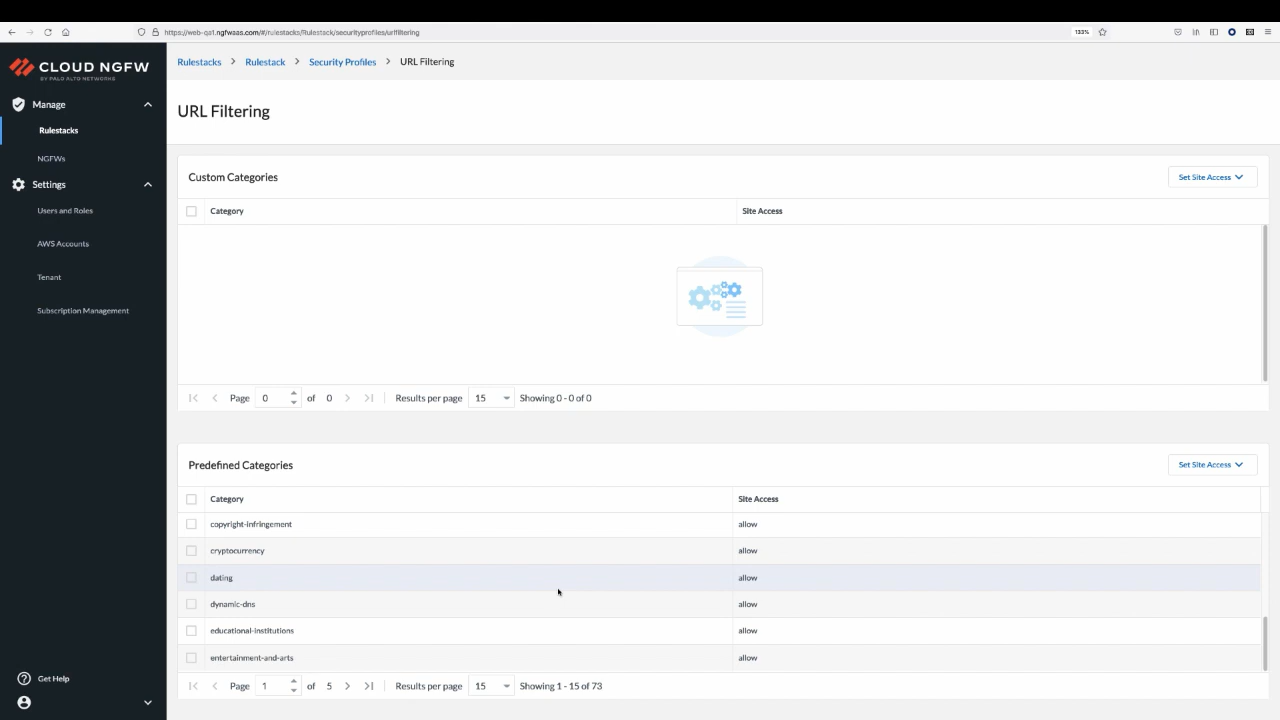 https://web-qa1.ngfwaas.com/#/rulestacks/Rulestack/securityprofiles/urlfiltering
133%
CLOUD NGFW
BY PALO ALTO NETWORKS
Manage
Rulestacks
NGFWs
Settings
Users and Roles
AWS Accounts
Tenant
Subscription Management
Get Help
Rulestacks > Rulestack > Security Profiles > URL Filtering
URL Filtering
Custom Categories
Set Site Access
Category Site Access
Page 0 of 0 Results per page 15 Showing 0 - 0 of 0
Predefined Categories
Set Site Access
Category Site Access
copyright-infringement allow
cryptocurrency allow
dating allow
dynamic-dns allow
educational-institutions allow
entertainment-and-arts allow
Page 1 of 5 Results per page 15 Showing 1 - 15 of 73